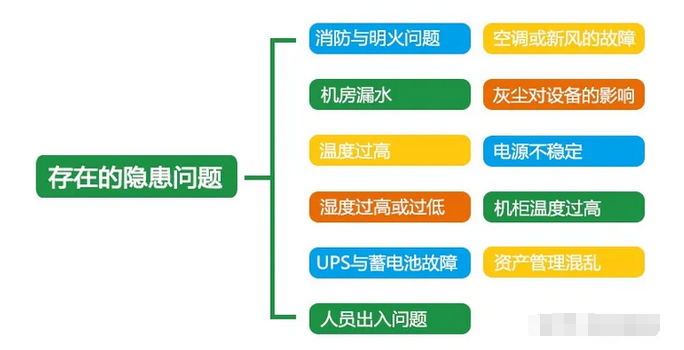 存在的隐患问题
消防与明火问题
空调或新风的故障
机房漏水
灰尘对设备的影响
温度过高
电源不稳定
湿度过高或过低
机柜温度过高
UPS与蓄电池故障
资产管理混乱
人员出入问题